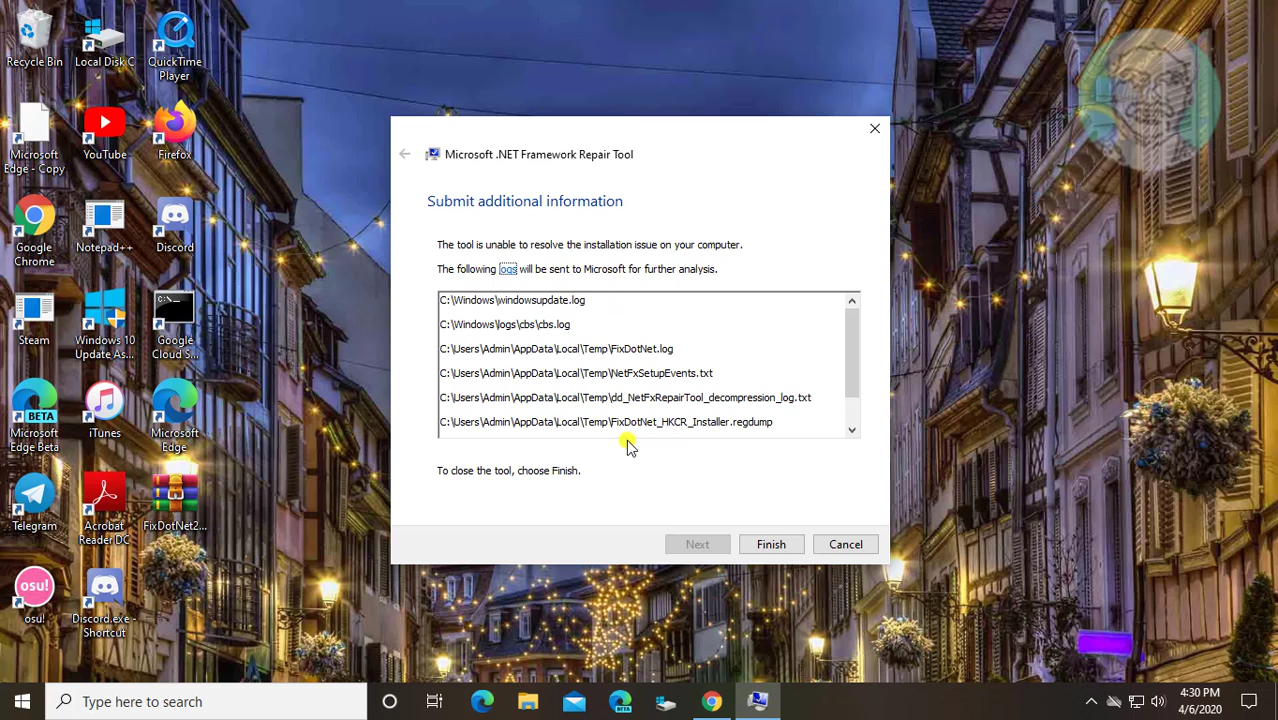 Recycle Bin
Local Disk C
QuickTime
Player
Microsoft
Edge - Copy
YouTube
Firefox
Google
Chrome
Notepad++
Discord
Steam
Windows 10
Update As...
Google
Cloud S...
BETA
Microsoft
Edge Beta
iTunes
Microsoft
Edge
Telegram
Acrobat
Reader DC
FixDotNet2...
osu!
osu!
Discord.exe -
Shortcut
Microsoft .NET Framework Repair Tool
Submit additional information
The tool is unable to resolve the installation issue on your computer.
The following logs will be sent to Microsoft for further analysis.
C:\Windows\windowsupdate.log
C:\Windows\logs\cbs\cbs.log
C:\Users\Admin\AppData\Local\Temp\FixDotNet.log
C:\Users\Admin\AppData\Local\Temp\NetFxSetupEvents.txt
C:\Users\Admin\AppData\Local\Temp\dd_NetFxRepairTool_decompression_log.txt
C:\Users\Admin\AppData\Local\Temp\FixDotNet_HKCR_Installer.regdump
To close the tool, choose Finish.
Next Finish Cancel
Type here to search
BETA
4:30 PM
4/6/2020